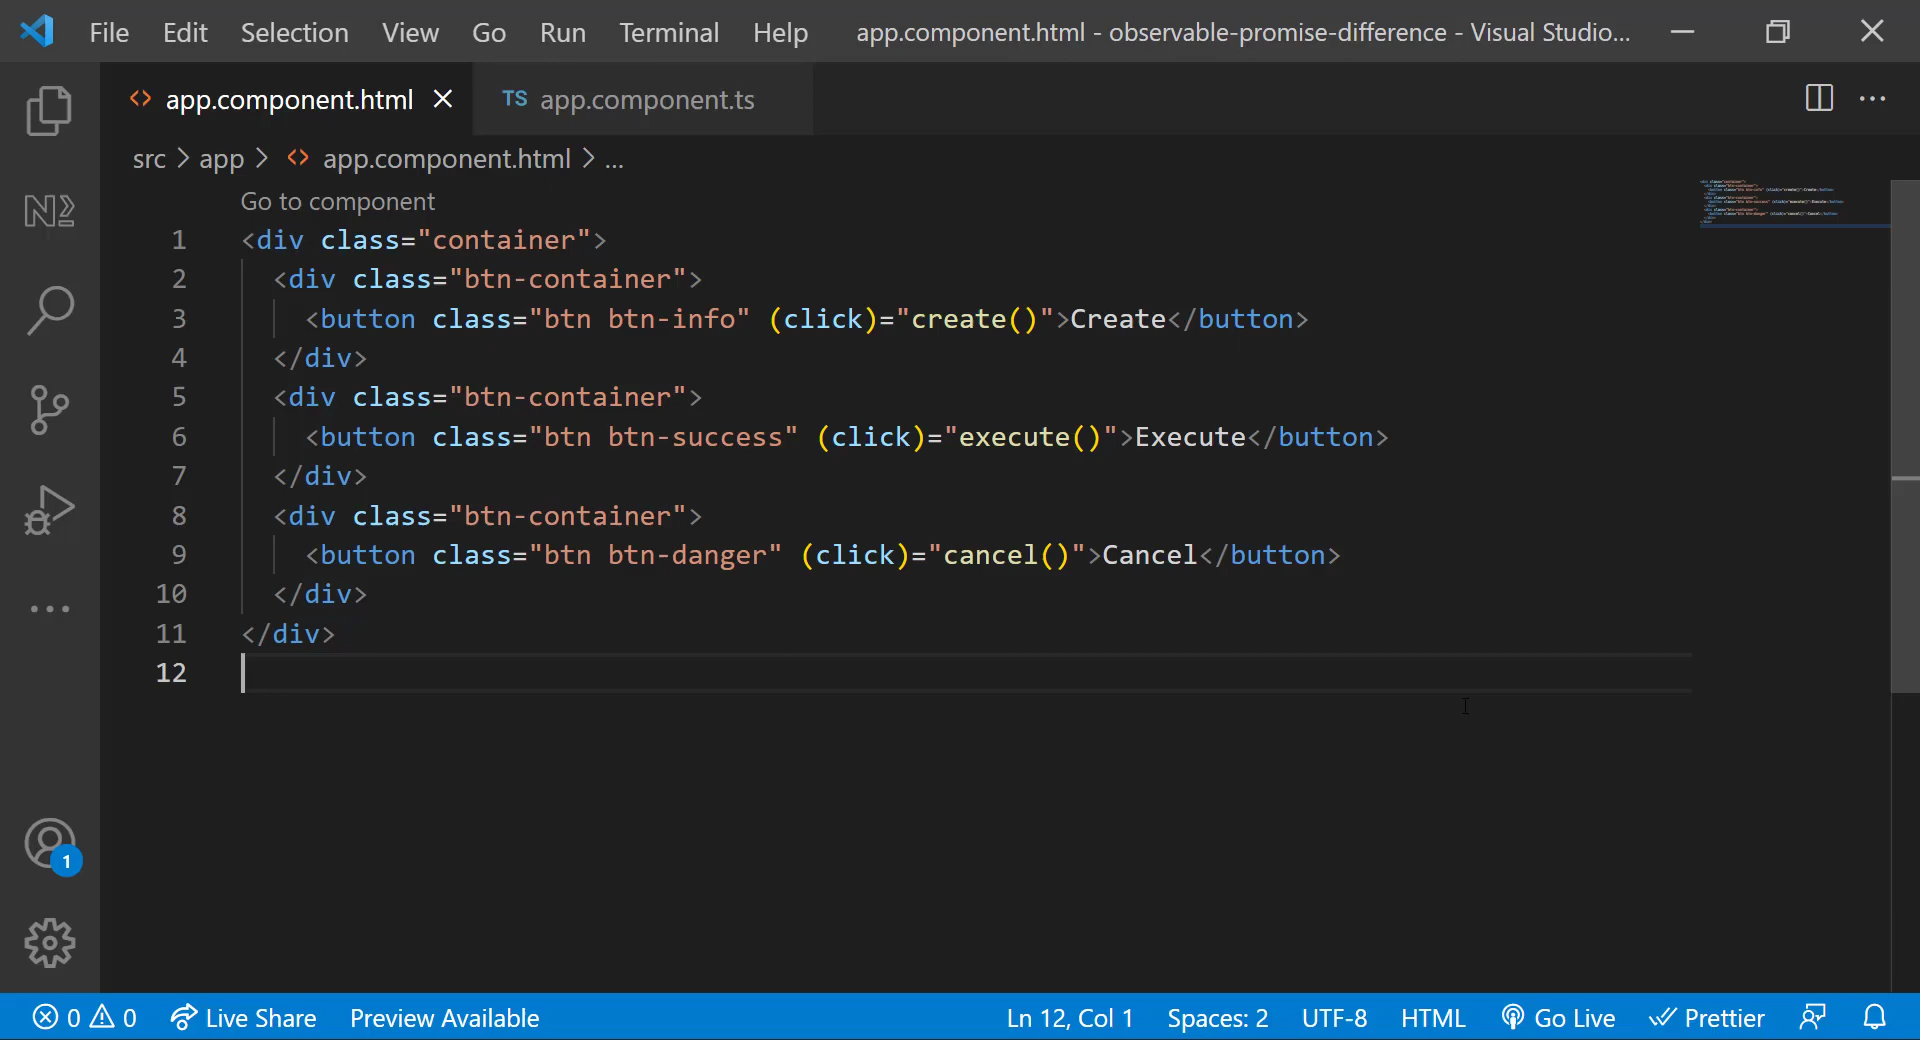 File Edit Selection View Go Run Terminal Help app.component.html - observable-promise-difference - Visual Studio...
app.component.html TS app.component.ts
src > app > app.component.html > ...
Go to component
1 <div class="container">
2   <div class="btn-container">
3     <button class="btn btn-info" (click)="create()">Create</button>
4   </div>
5   <div class="btn-container">
6     <button class="btn btn-success" (click)="execute()">Execute</button>
7   </div>
8   <div class="btn-container">
9     <button class="btn btn-danger" (click)="cancel()">Cancel</button>
10   </div>
11 </div>
12
1
0 0 Live Share Preview Available Ln 12, Col 1 Spaces: 2 UTF-8 HTML Go Live Prettier